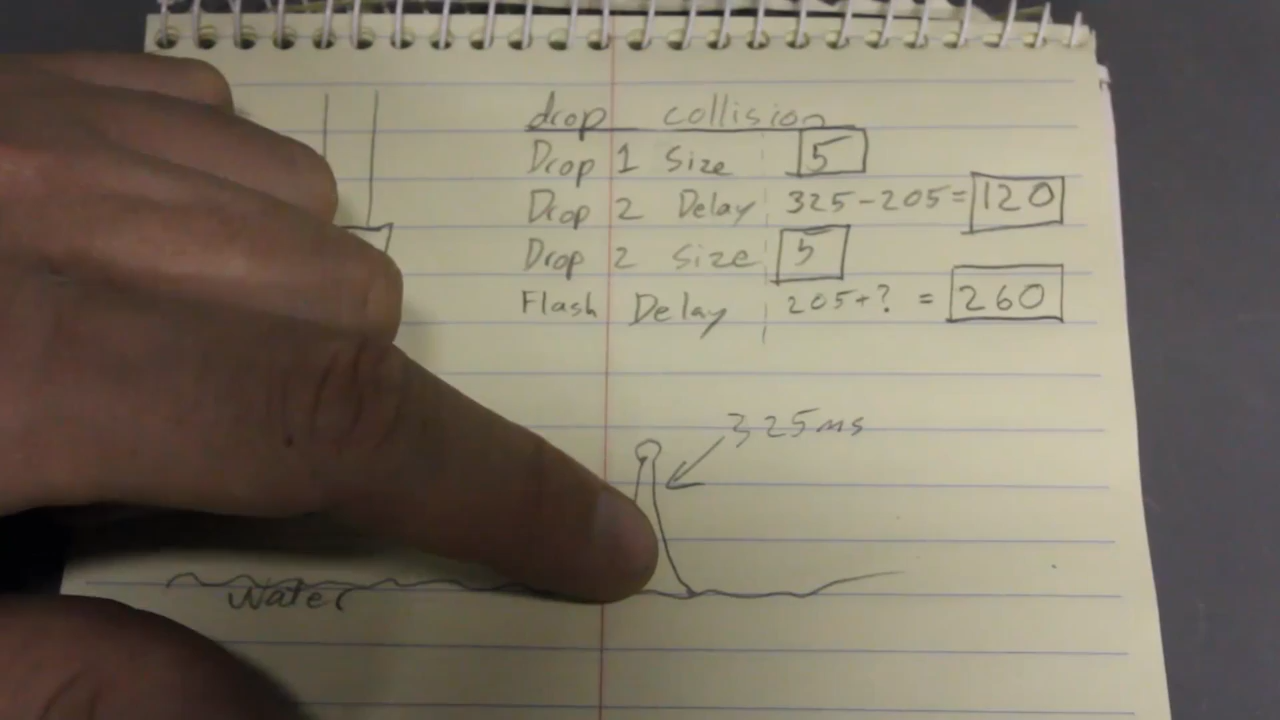 drop collision
Drop 1 Size 5
Drop 2 Delay 325-205=120
Drop 2 Size 5
Flash Delay 205+? = 260
325ms
Water